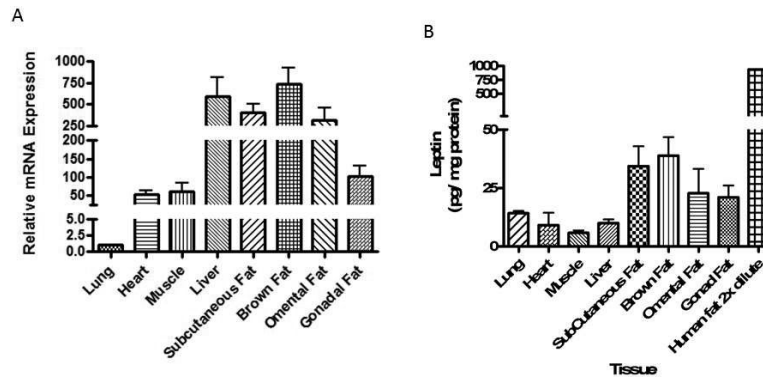 A
Relative mRNA Expression
1000
750
500
250
200
150
100
50
0
5.0
2.5
0.0
Lung
Heart
Muscle
Liver
Subcutaneous Fat
Brown Fat
Omental Fat
Gonadal Fat
B
Leptin
(pg/ mg protein)
1000
750
500
50
25
0
Lung
Heart
Muscle
Liver
SubCutaneous Fat
Brown Fat
Omental Fat
Gonad Fat
Human fat 2x dilute
Tissue